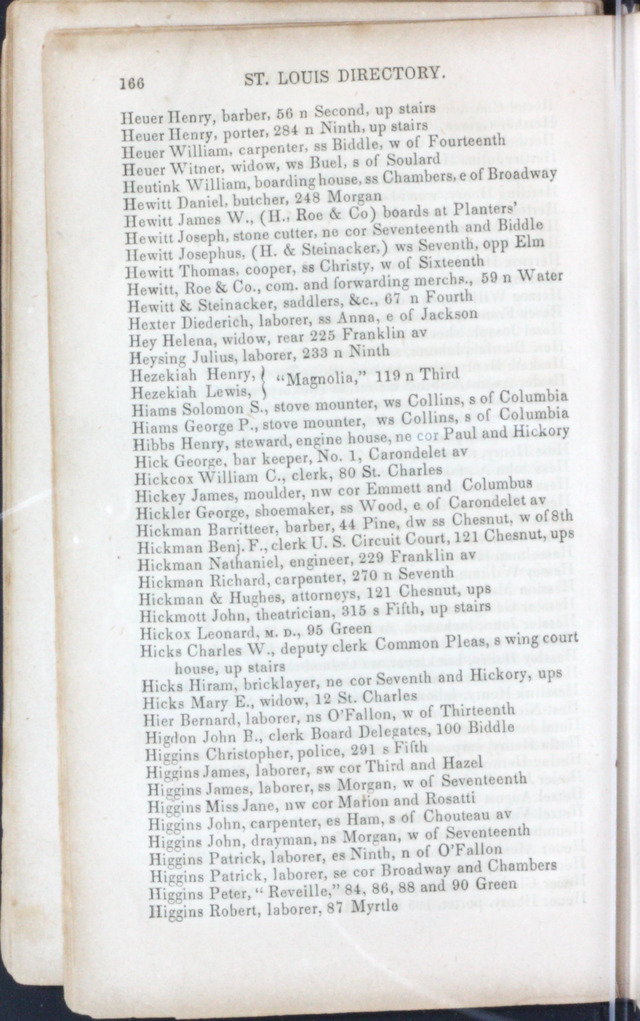 166 ST. LOUIS DIRECTORY.
Heuer Henry, barber, 56 n Second, up stairs
Heuer Henry, porter, 284 n Ninth, up stairs
Heuer William, carpenter, ss Biddle, w of Fourteenth
Heuer Witner, widow, ws Buel, s of Soulard
Heutink William, boarding house, ss Chambers, e of Broadway
Hewitt Daniel, butcher, 248 Morgan
Hewitt James W., (H., Roe & Co) boards at Planters'
Hewitt Joseph, stone cutter, ne cor Seventeenth and Biddle
Hewitt Josephus, (H. & Steinacker,) ws Seventh, opp Elm
Hewitt Thomas, cooper, ss Christy, w of Sixteenth
Hewitt, Roe & Co., com. and forwarding merchs., 59 n Water
Hewitt & Steinacker, saddlers, &c., 67 n Fourth
Hexter Diederich, laborer, ss Anna, e of Jackson
Hey Helena, widow, rear 225 Franklin av
Heysing Julius, laborer, 233 n Ninth
Hezekiah Henry, } "Magnolia," 119 n Third
Hezekiah Lewis,
Hiams Solomon S., stove mounter, ws Collins, s of Columbia
Hiams George P., stove mounter, ws Collins, s of Columbia
Hibbs Henry, steward, engine house, ne cor Paul and Hickory
Hick George, bar keeper, No. 1, Carondelet av
Hickcox William C., clerk, 80 St. Charles
Hickey James, moulder, nw cor Emmett and Columbus
Hickler George, shoemaker, ss Wood, e of Carondelet av
Hickman Barritteer, barber, 44 Pine, dw ss Chesnut, w of 8th
Hickman Benj. F., clerk U. S. Circuit Court, 121 Chesnut, ups
Hickman Nathaniel, engineer, 229 Franklin av
Hickman Richard, carpenter, 270 n Seventh
Hickman & Hughes, attorneys, 121 Chesnut, ups
Hickmott John, theatrician, 315 s Fifth, up stairs
Hickox Leonard, M. D., 95 Green
Hicks Charles W., deputy clerk Common Pleas, s wing court
house, up stairs
Hicks Hiram, bricklayer, ne cor Seventh and Hickory, ups
Hicks Mary E., widow, 12 St. Charles
Hier Bernard, laborer, ns O'Fallon, w of Thirteenth
Higdon John B., clerk Board Delegates, 100 Biddle
Higgins Christopher, police, 291 s Fifth
Higgins James, laborer, sw cor Third and Hazel
Higgins James, laborer, ss Morgan, w of Seventeenth
Higgins Miss Jane, nw cor Marion and Rosatti
Higgins John, carpenter, es Ham, s of Chouteau av
Higgins John, drayman, ns Morgan, w of Seventeenth
Higgins Patrick, laborer, es Ninth, n of O'Fallon
Higgins Patrick, laborer, se cor Broadway and Chambers
Higgins Peter, "Reveille," 84, 86, 88 and 90 Green
Higgins Robert, laborer, 87 Myrtle